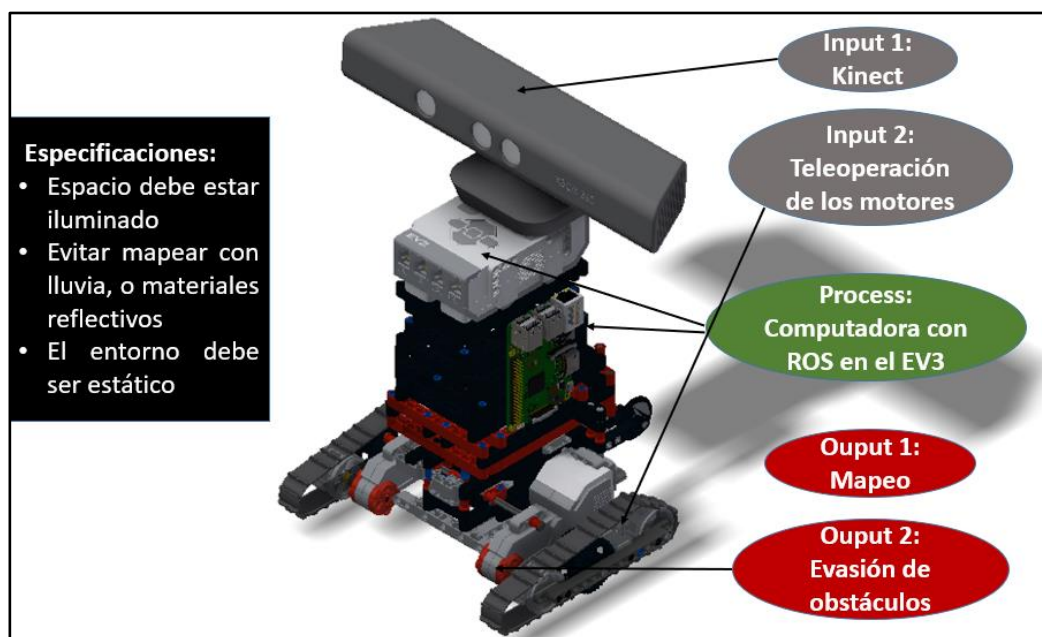 Especificaciones:
• Espacio debe estar
iluminado
• Evitar mapear con
lluvia, o materiales
reflectivos
• El entorno debe
ser estático
Input 1:
Kinect
Input 2:
Teleoperación
de los motores
Process:
Computadora con
ROS en el EV3
Ouput 1:
Mapeo
Ouput 2:
Evasión de
obstáculos